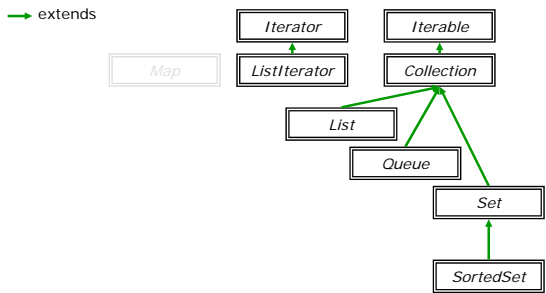 extends
Iterator
Iterable
Map
ListIterator
Collection
List
Queue
Set
SortedSet